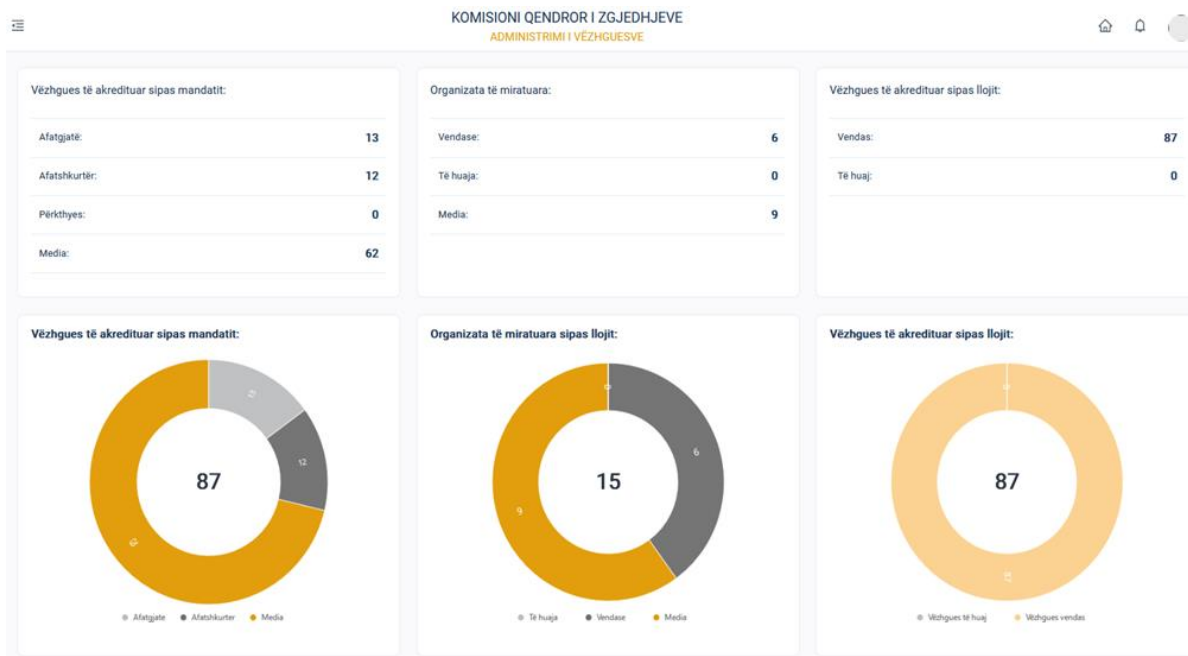 KOMISIONI QENDROR I ZGJEDHJEVE
ADMINISTRIMI I VËZHGUESVE
Vëzhgues të akredituar sipas mandatit:
Afatgjatë: 13
Afatshkurtër: 12
Përkthyes: 0
Media: 62
Organizata të miratuara:
Vendase: 6
Të huaja: 0
Media: 9
Vëzhgues të akredituar sipas llojit:
Vendas: 87
Të huaj: 0
Vëzhgues të akredituar sipas mandatit:
13
12
87
62
Afatgjate Afatshkurter Media
Organizata të miratuara sipas llojit:
0
6
15
9
Të huaja Vendase Media
Vëzhgues të akredituar sipas llojit:
87
Vëzhgues të huaj Vëzhgues vendas